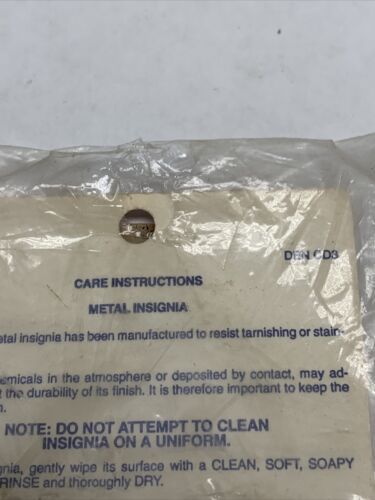 DEN CD3
CARE INSTRUCTIONS
METAL INSIGNIA
etal insignia has been manufactured to resist tarnishing or stain-
emicals in the atmosphere or deposited by contact, may ad-
t the durability of its finish. It is therefore important to keep the
n.
NOTE: DO NOT ATTEMPT TO CLEAN
INSIGNIA ON A UNIFORM.
gnia, gently wipe its surface with a CLEAN, SOFT, SOAPY
RINSE and thoroughly DRY.